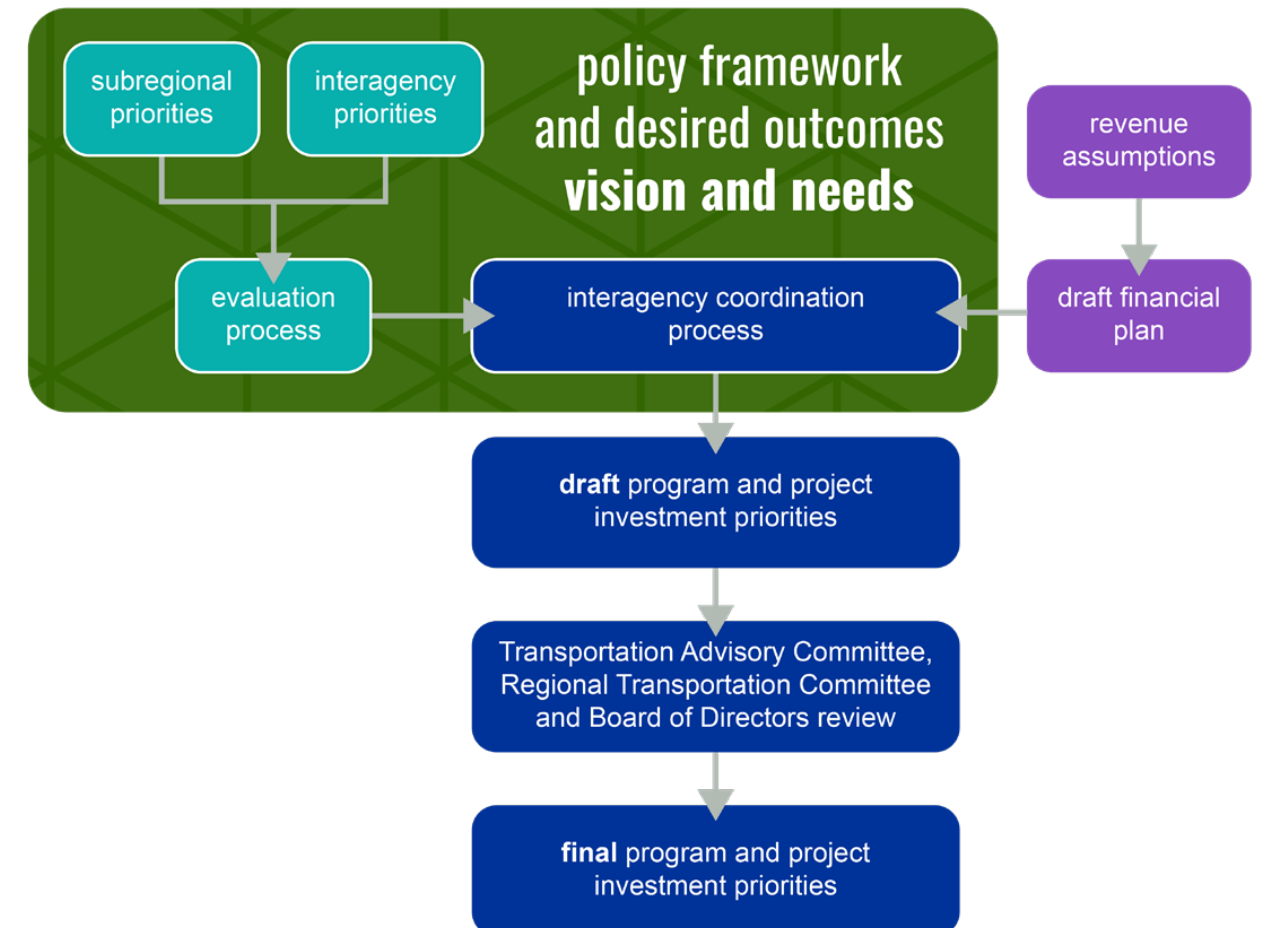 subregional
priorities
interagency
priorities
policy framework
and desired outcomes
vision and needs
revenue
assumptions
evaluation
process
interagency coordination
process
draft financial
plan
draft program and project
investment priorities
Transportation Advisory Committee,
Regional Transportation Committee
and Board of Directors review
final program and project
investment priorities